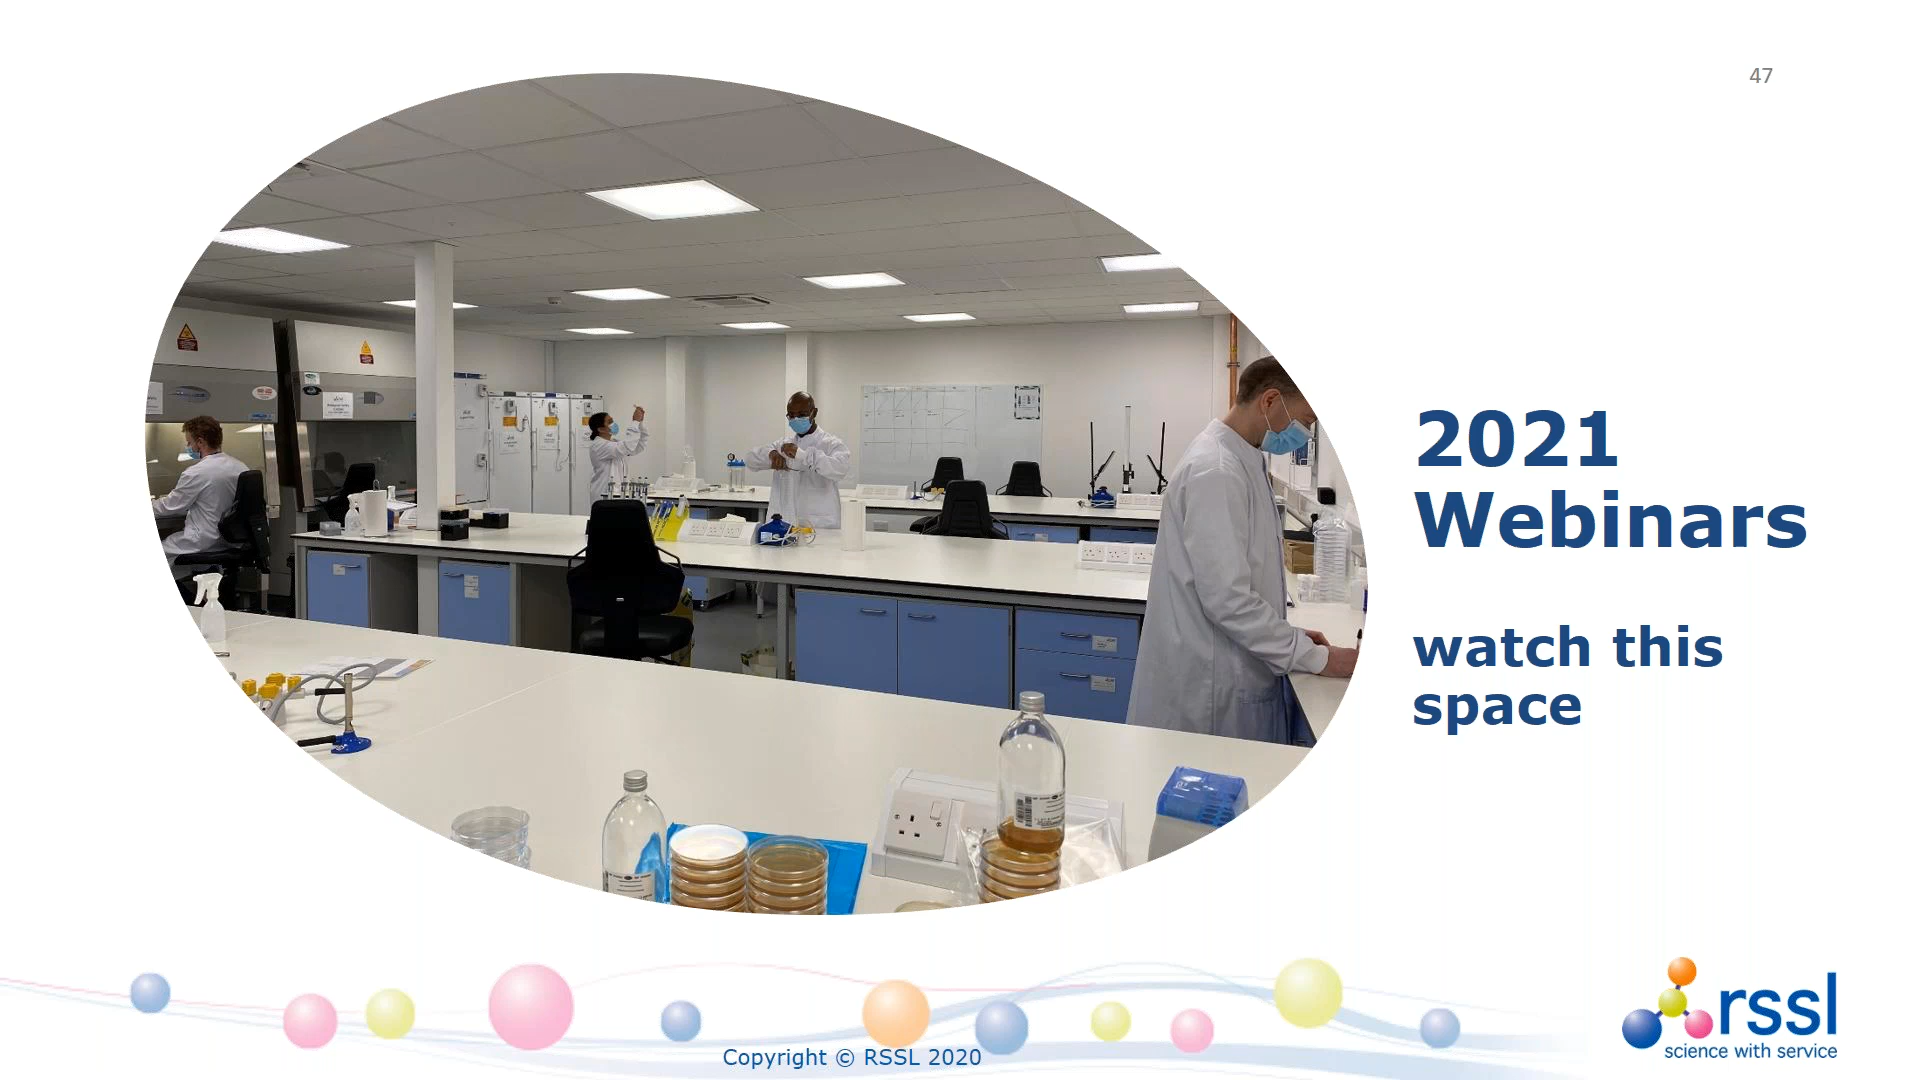 47
2021
Webinars
watch this
space
rssl
science with service
Copyright © RSSL 2020